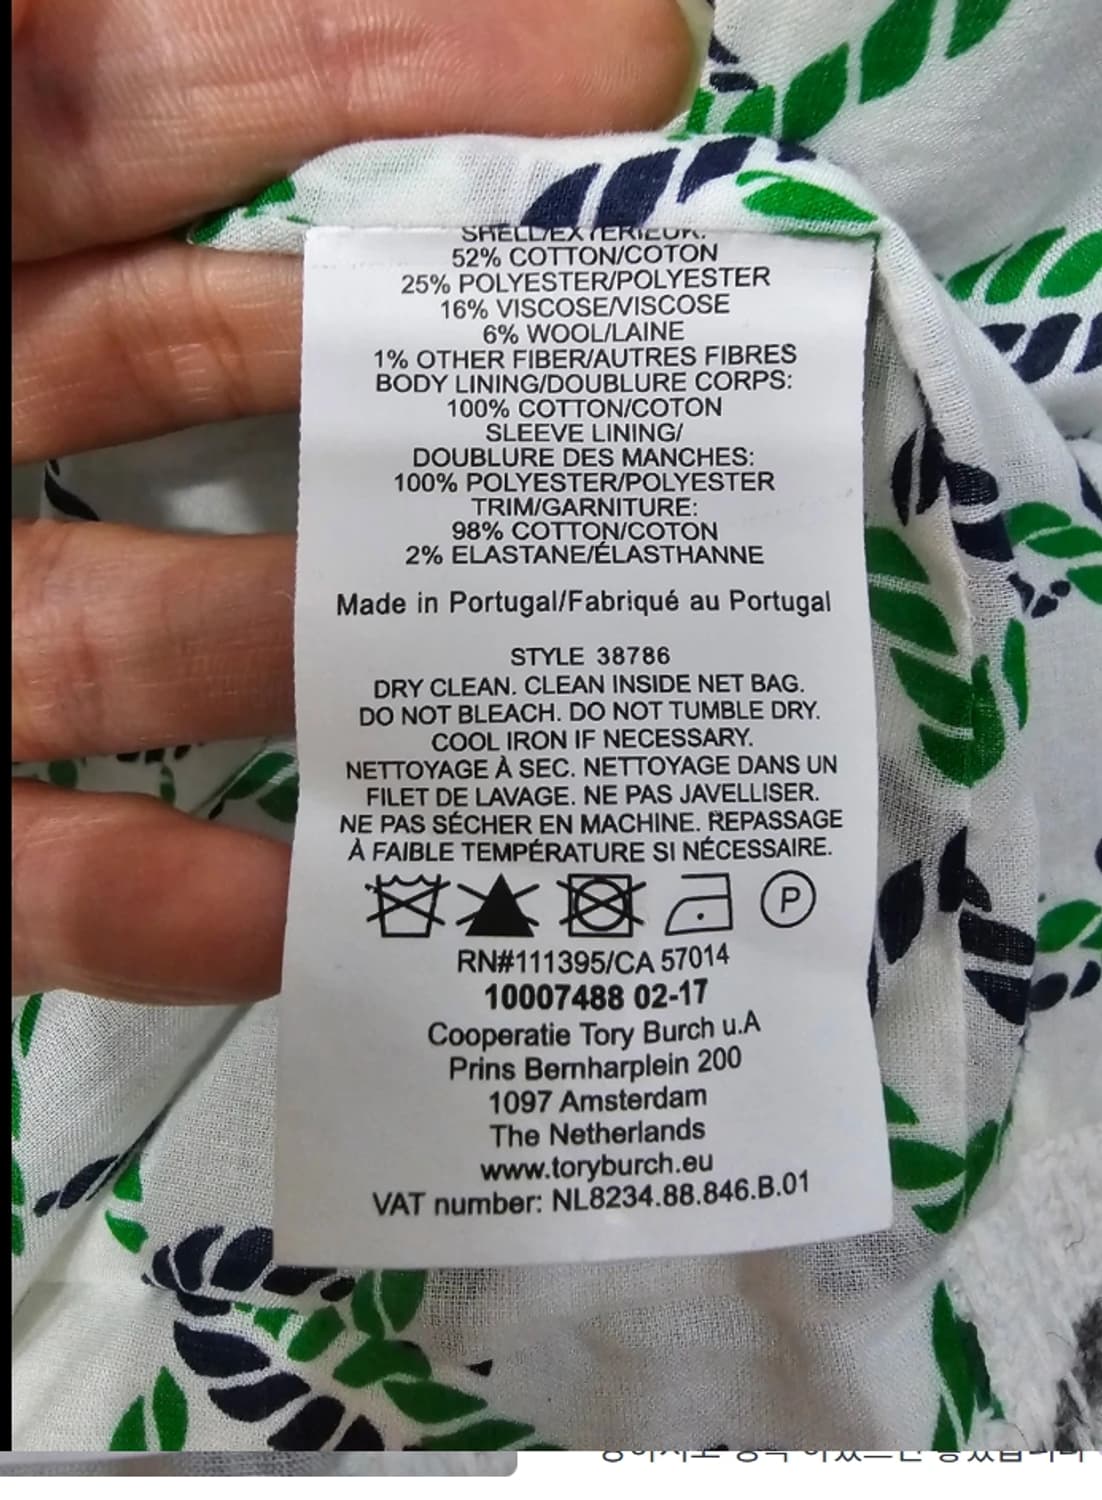 SHELL/EXTERIEUR:
52% COTTON/COTON
25% POLYESTER/POLYESTER
16% VISCOSE/VISCOSE
6% WOOL/LAINE
1% OTHER FIBER/AUTRES FIBRES
BODY LINING/DOUBLURE CORPS:
100% COTTON/COTON
SLEEVE LINING/
DOUBLURE DES MANCHES:
100% POLYESTER/POLYESTER
TRIM/GARNITURE:
98% COTTON/COTON
2% ELASTANE/ÉLASTHANNE
Made in Portugal/Fabriqué au Portugal
STYLE 38786
DRY CLEAN. CLEAN INSIDE NET BAG.
DO NOT BLEACH. DO NOT TUMBLE DRY.
COOL IRON IF NECESSARY.
NETTOYAGE À SEC. NETTOYAGE DANS UN
FILET DE LAVAGE. NE PAS JAVELLISER.
NE PAS SÉCHER EN MACHINE. REPASSAGE
À FAIBLE TEMPÉRATURE SI NÉCESSAIRE.
P
RN#111395/CA 57014
10007488 02-17
Cooperatie Tory Burch u.A
Prins Bernharplein 200
1097 Amsterdam
The Netherlands
www.toryburch.eu
VAT number: NL8234.88.846.B.01